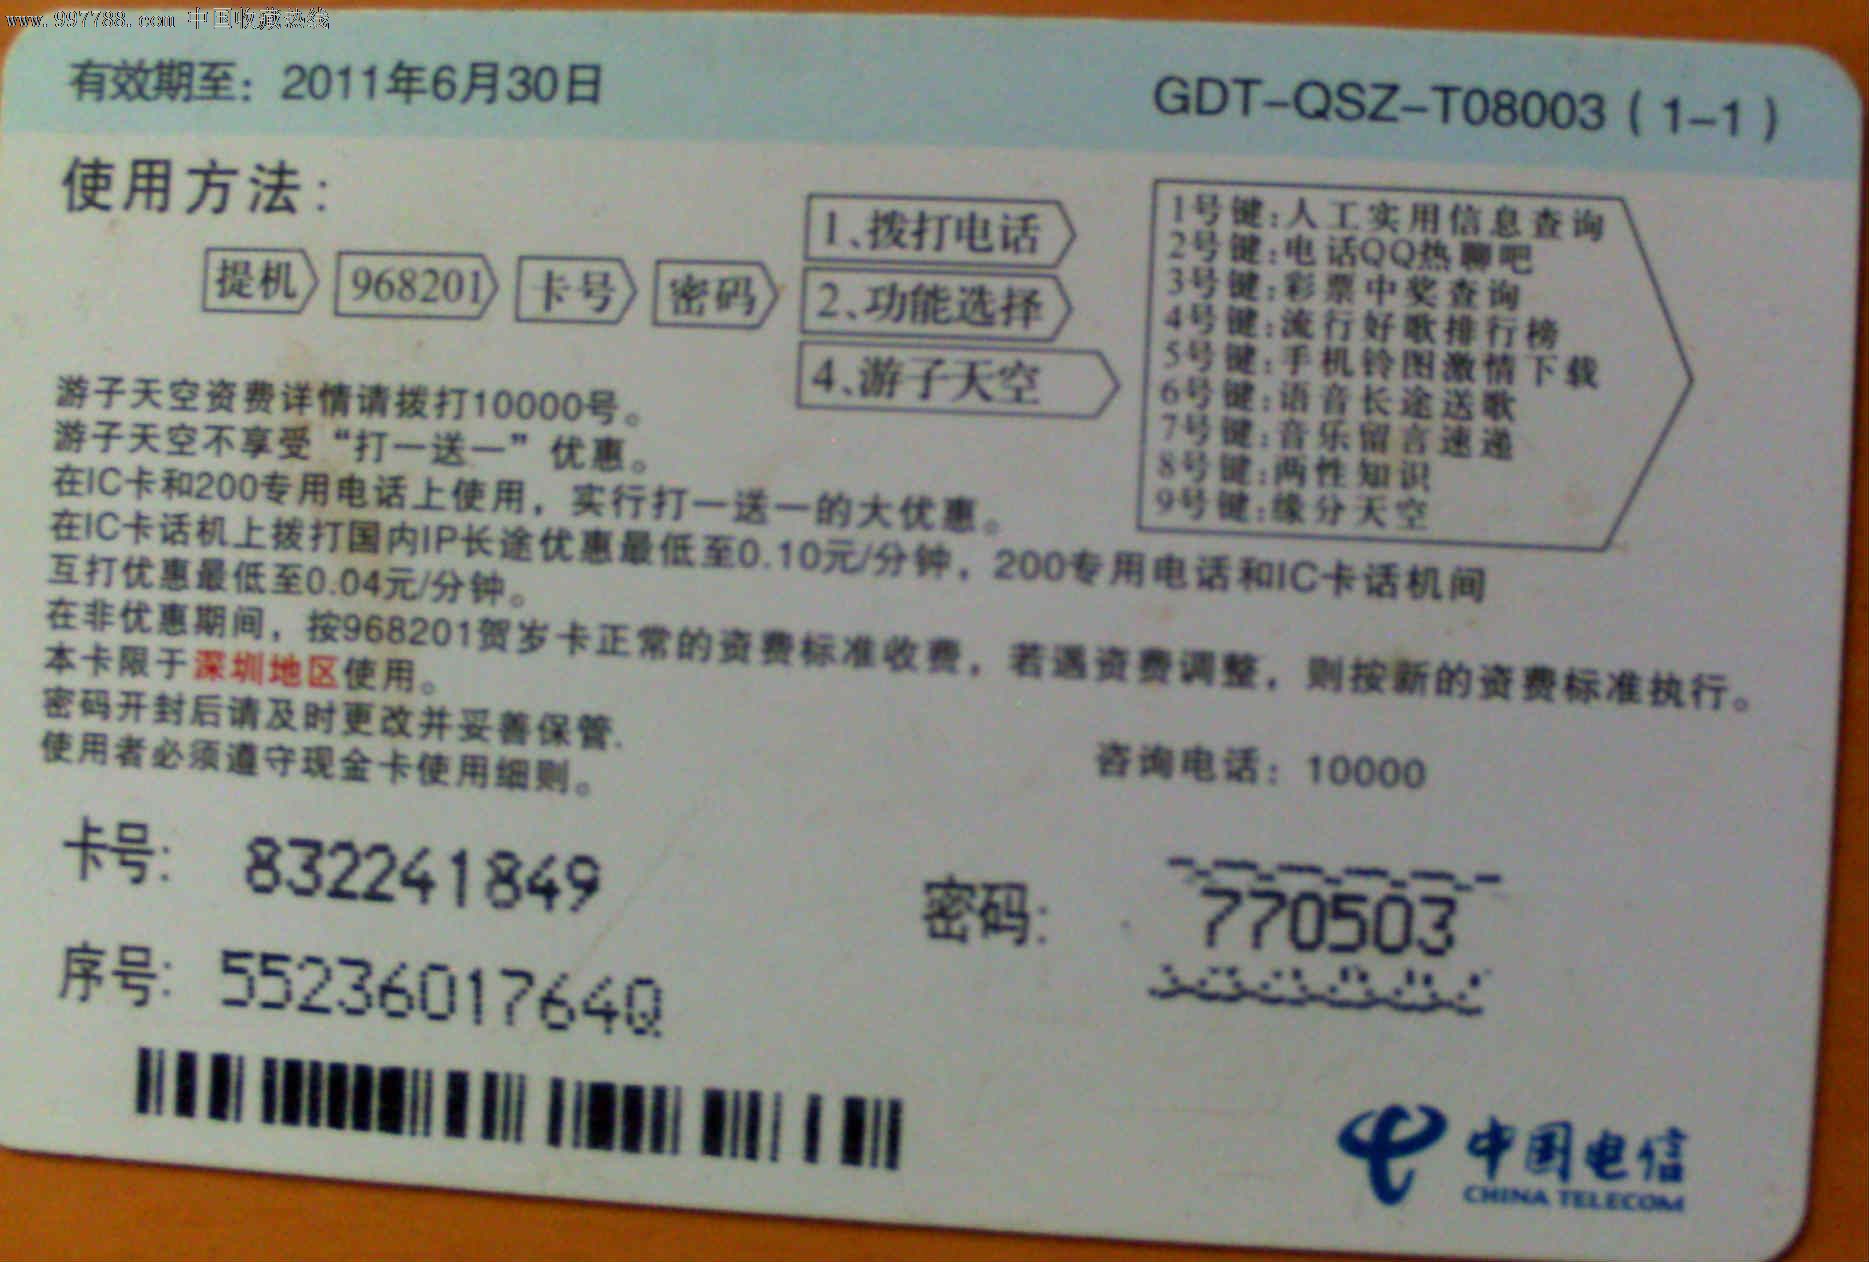 www.997788.com 中国收藏热线
有效期至：2011年6月30日
GDT-QSZ-T08003（1-1）
使用方法：
提机 968201 卡号 密码
1、拨打电话
2、功能选择
4、游子天空
1号键:人工实用信息查询
2号键:电话QQ热聊吧
3号键:彩票中奖查询
4号键:流行好歌排行榜
5号键:手机铃图激情下载
6号键:语音长途送歌
7号键:音乐留言速递
8号键:两性知识
9号键:缘分天空
游子天空资费详情请拨打10000号。
游子天空不享受“打一送一”优惠。
在IC卡和200专用电话上使用，实行打一送一的大优惠。
在IC卡话机上拨打国内IP长途优惠最低至0.10元/分钟，200专用电话和IC卡话机间
互打优惠最低至0.04元/分钟。
在非优惠期间，按968201贺岁卡正常的资费标准收费，若遇资费调整，则按新的资费标准执行。
本卡限于深圳地区使用。
密码开封后请及时更改并妥善保管.
使用者必须遵守现金卡使用细则。
咨询电话：10000
卡号: 832241849
密码: 770503
序号: 55236017640
中国电信
CHINA TELECOM